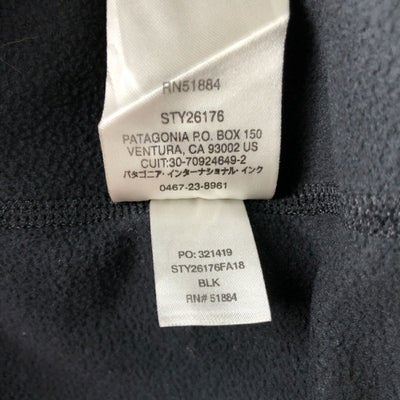 RN51884
STY26176
PATAGONIA P.O. BOX 150
VENTURA, CA 93002 US
CUIT:30-70924649-2
パタゴニア・インターナショナル・インク
0467-23-8961
PO: 321419
STY26176FA18
BLK
RN# 51884